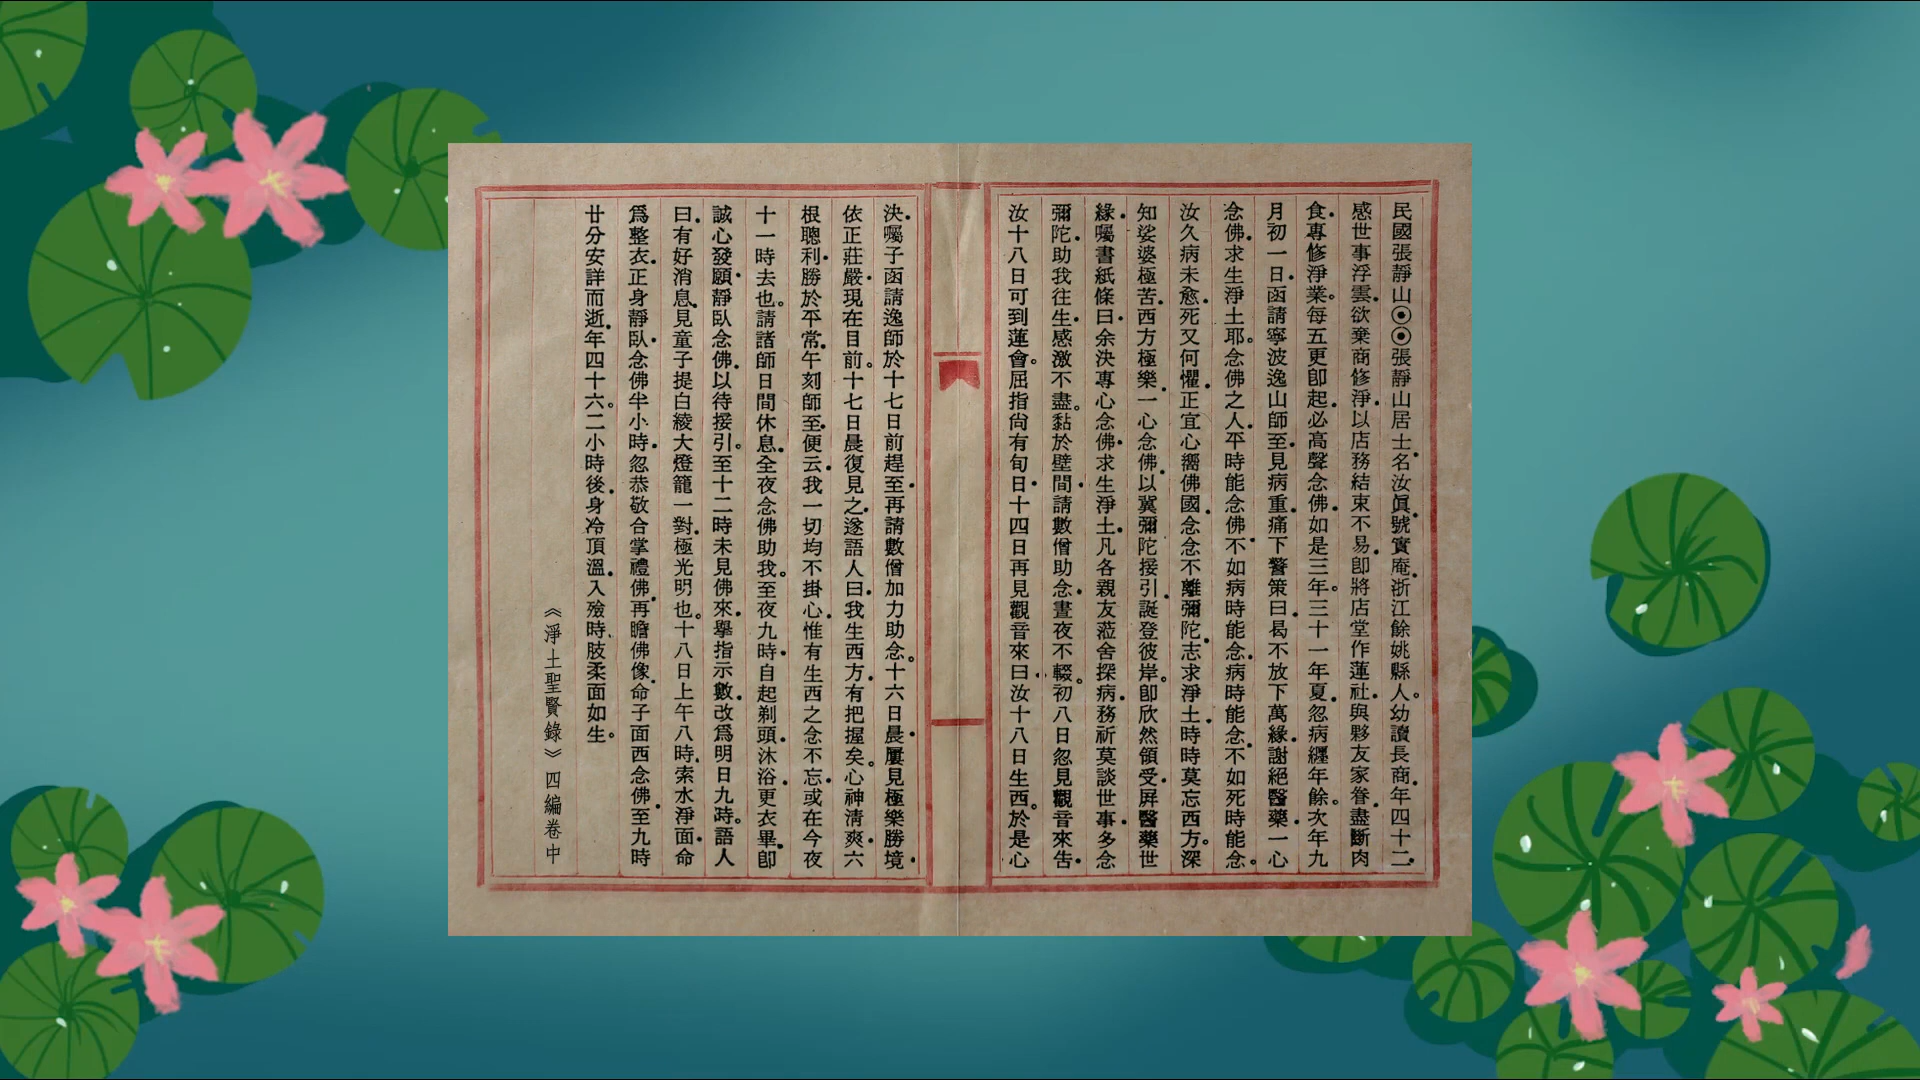 民國張靜山⊙⊙張靜山居士.名汝眞.號實庵.浙江餘姚縣人。幼讀長商.年四十二.
感世事浮雲.欲棄商修淨.以店務結束不易.卽將店堂作蓮社.與夥友家眷.盡斷肉
食.專修淨業。每五更卽起.必高聲念佛.如是三年。三十一年夏.忽病纏年餘。次年九
月初一日.函請寧波逸山師至.見病重.痛下警策曰.曷不放下萬緣.謝絕醫藥.一心
念佛.求生淨土耶。念佛之人.平時能念佛.不如病時能念.病時能念.不如死時能念。
汝久病未愈.死又何懼.正宜心嚮佛國.念念不離彌陀.志求淨土.時時莫忘西方。深
知娑婆極苦.西方極樂.一心念佛.以冀彌陀接引.誕登彼岸。卽欣然領受.屏醫藥世
緣.囑書紙條曰.余決專心念佛.求生淨土.凡各親友蒞舍探病.務祈莫談世事.多念
彌陀.助我往生.感激不盡。黏於壁間.請數僧助念.晝夜不輟。初八日忽見觀音來告.
汝十八日可到蓮會。屈指尙有旬日.十四日再見觀音來曰.汝十八日生西。於是心
決.囑子函請逸師於十七日前趕至.再請數僧加力助念。十六日晨.屢見極樂勝境.
依正莊嚴.現在目前。十七日晨復見之.遂語人曰.我生西方.有把握矣。心神淸爽.六
根聰利.勝於平常.午刻師至.便云.我一切均不掛心.惟有生西之念不忘.或在今夜
十一時去也。請諸師日間休息.全夜念佛助我。至夜九時.自起剃頭.沐浴.更衣畢.卽
誠心發願.靜臥念佛.以待接引。至十二時未見佛來.擧指示數.改爲明日九時。語人
曰.有好消息.見童子提白綾大燈籠一對.極光明也。十八日上午八時.索水淨面.命
爲整衣.正身靜臥.念佛半小時.忽恭敬合掌禮佛.再瞻佛像.命子面西念佛.至九時
廿分安詳而逝.年四十六。二小時後.身冷頂溫.入殮時.肢柔面如生。
《淨土聖賢錄》四編卷中